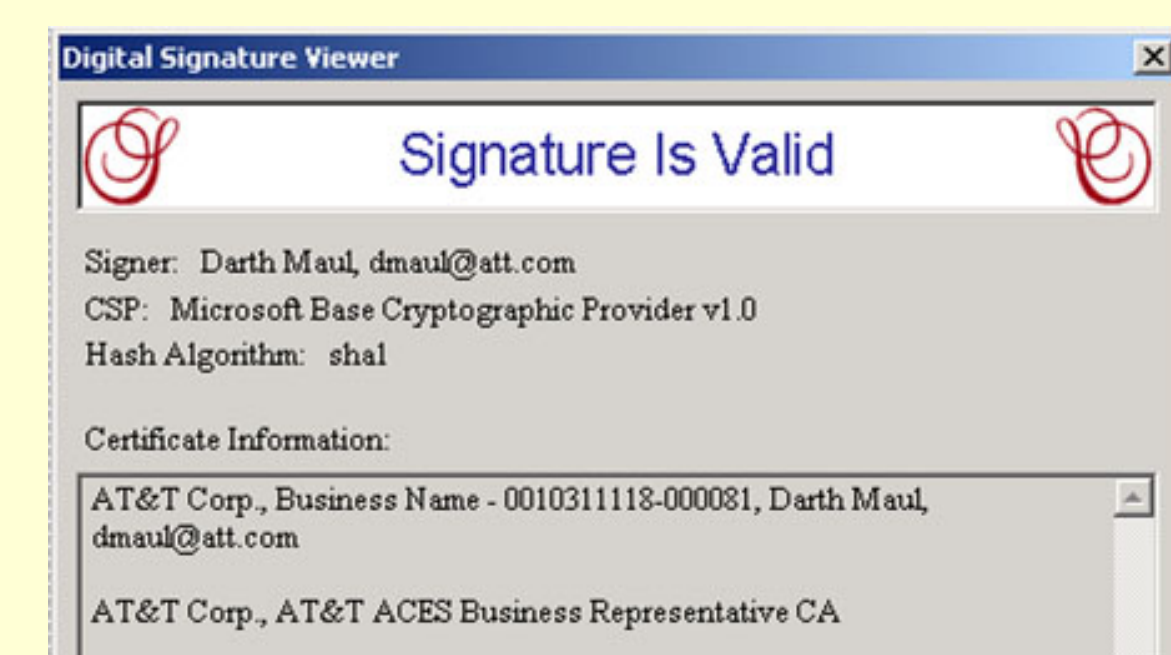 Digital Signature Viewer
Signature Is Valid
Signer: Darth Maul, dmaul@att.com
CSP: Microsoft Base Cryptographic Provider v1.0
Hash Algorithm: sha1
Certificate Information:
AT&T Corp., Business Name - 0010311118-000081, Darth Maul,
dmaul@att.com
AT&T Corp., AT&T ACES Business Representative CA